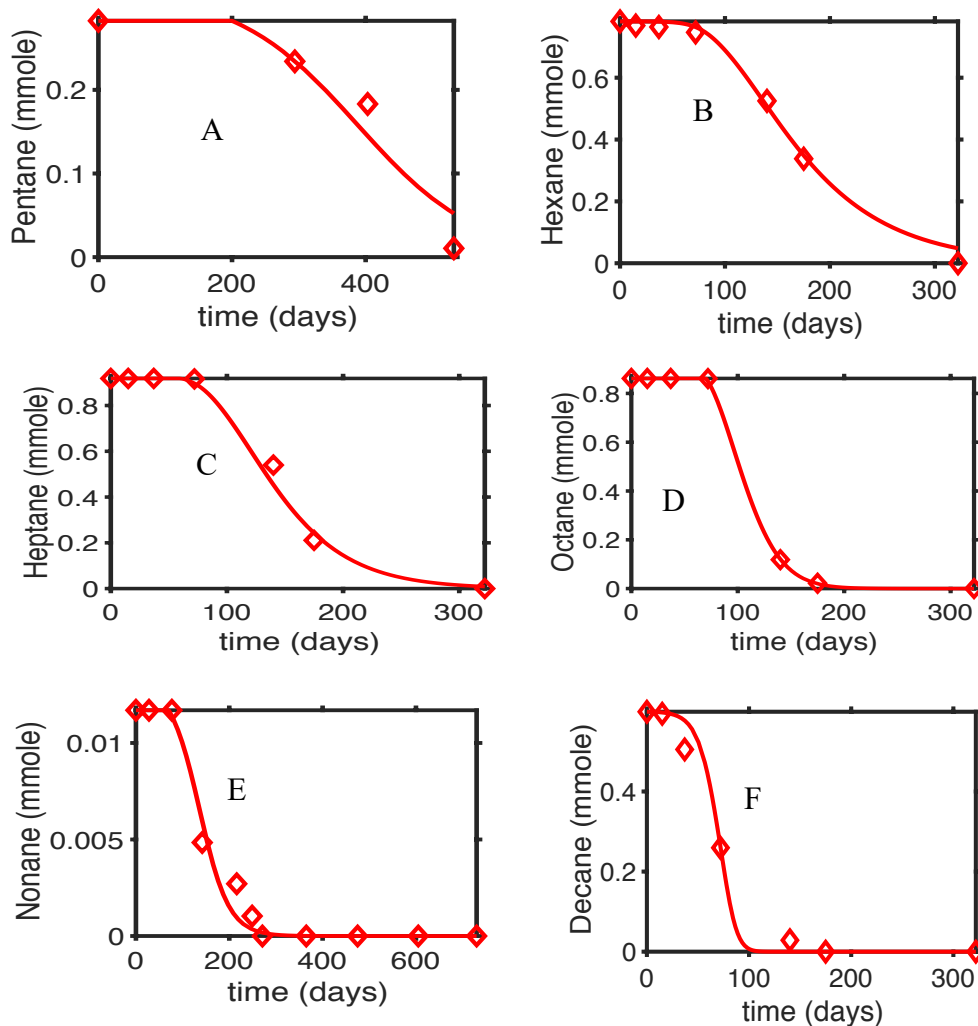 Pentane (mmole)
0.2
0.1
0
A
0 200 400
time (days)
Hexane (mmole)
0.6
0.4
0.2
0
B
0 100 200 300
time (days)
Heptane (mmole)
0.8
0.6
0.4
0.2
0
C
0 100 200 300
time (days)
Octane (mmole)
0.8
0.6
0.4
0.2
0
D
0 100 200 300
time (days)
Nonane (mmole)
0.01
0.005
0
E
0 200 400 600
time (days)
Decane (mmole)
0.4
0.2
0
F
0 100 200 300
time (days)